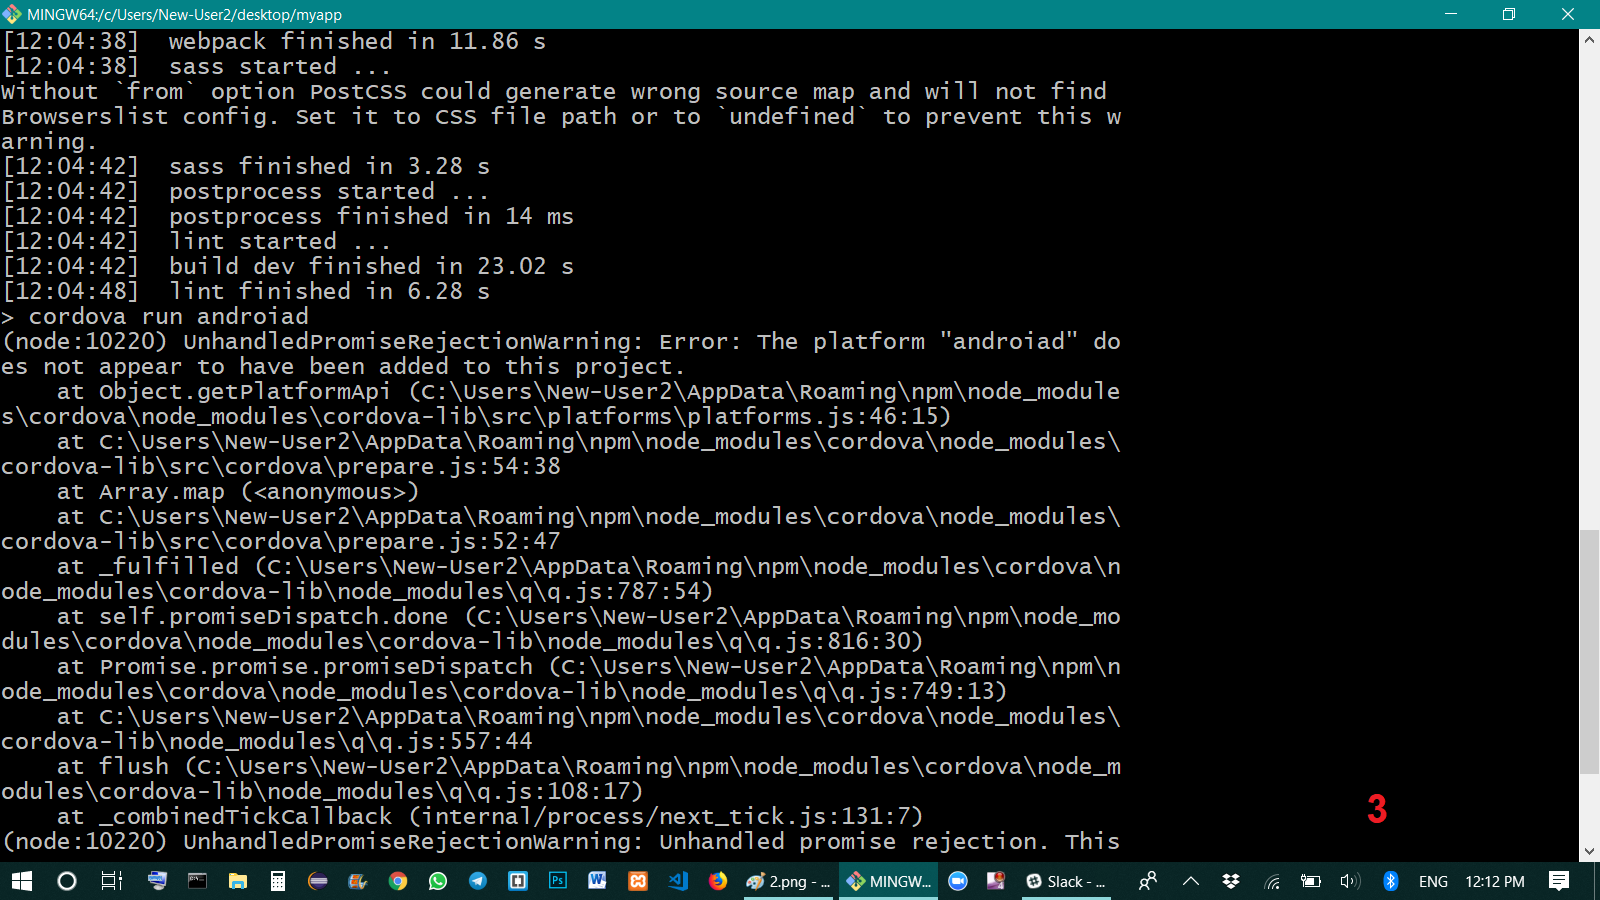 MINGW64:/c/Users/New-User2/desktop/myapp
[12:04:38]  webpack finished in 11.86 s
[12:04:38]  sass started ...
Without `from` option PostCSS could generate wrong source map and will not find
Browserslist config. Set it to CSS file path or to `undefined` to prevent this w
arning.
[12:04:42]  sass finished in 3.28 s
[12:04:42]  postprocess started ...
[12:04:42]  postprocess finished in 14 ms
[12:04:42]  lint started ...
[12:04:42]  build dev finished in 23.02 s
[12:04:48]  lint finished in 6.28 s
> cordova run androiad
(node:10220) UnhandledPromiseRejectionWarning: Error: The platform "androiad" do
es not appear to have been added to this project.
    at Object.getPlatformApi (C:\Users\New-User2\AppData\Roaming\npm\node_module
s\cordova\node_modules\cordova-lib\src\platforms\platforms.js:46:15)
    at C:\Users\New-User2\AppData\Roaming\npm\node_modules\cordova\node_modules\
cordova-lib\src\cordova\prepare.js:54:38
    at Array.map (<anonymous>)
    at C:\Users\New-User2\AppData\Roaming\npm\node_modules\cordova\node_modules\
cordova-lib\src\cordova\prepare.js:52:47
    at _fulfilled (C:\Users\New-User2\AppData\Roaming\npm\node_modules\cordova\n
ode_modules\cordova-lib\node_modules\q\q.js:787:54)
    at self.promiseDispatch.done (C:\Users\New-User2\AppData\Roaming\npm\node_mo
dules\cordova\node_modules\cordova-lib\node_modules\q\q.js:816:30)
    at Promise.promise.promiseDispatch (C:\Users\New-User2\AppData\Roaming\npm\n
ode_modules\cordova\node_modules\cordova-lib\node_modules\q\q.js:749:13)
    at C:\Users\New-User2\AppData\Roaming\npm\node_modules\cordova\node_modules\
cordova-lib\node_modules\q\q.js:557:44
    at flush (C:\Users\New-User2\AppData\Roaming\npm\node_modules\cordova\node_m
odules\cordova-lib\node_modules\q\q.js:108:17)
    at _combinedTickCallback (internal/process/next_tick.js:131:7)
3
(node:10220) UnhandledPromiseRejectionWarning: Unhandled promise rejection. This
2.png - ... MINGW... Slack - ... ENG 12:12 PM